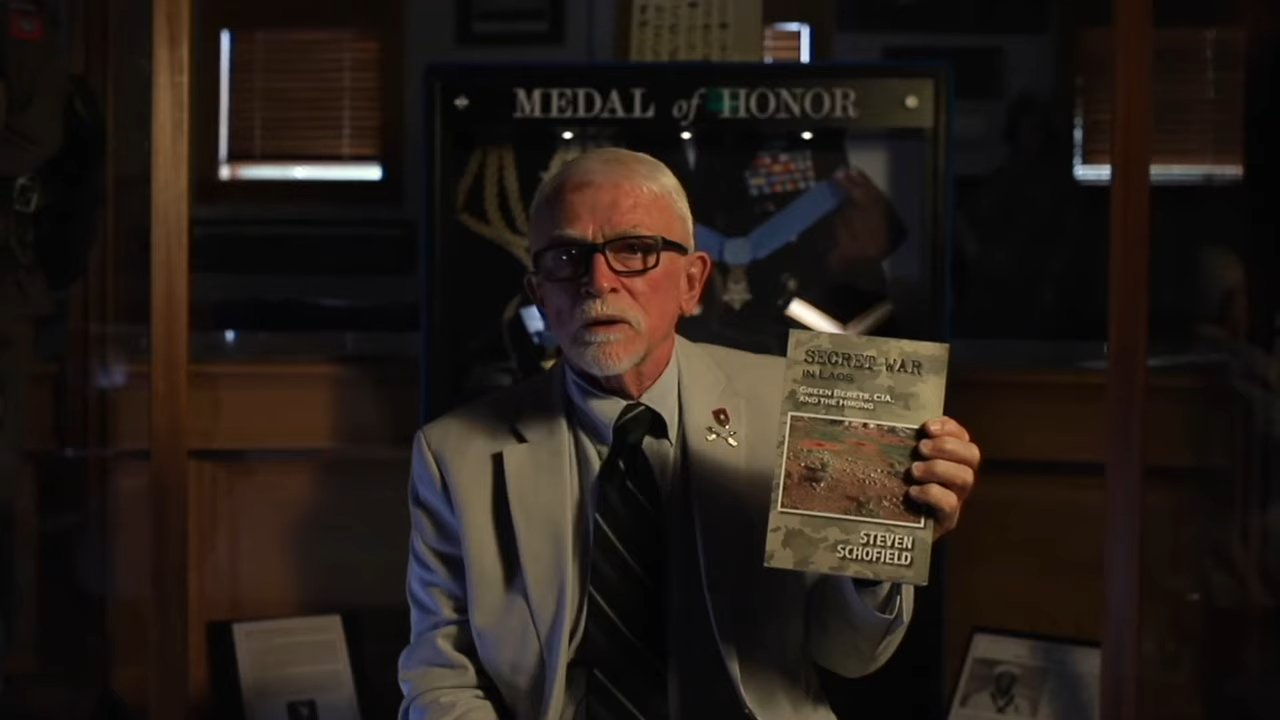 MEDAL of HONOR
SECRET WAR
IN LAOS
GREEN BERETS, CIA,
AND THE HMONG
STEVEN
SCHOFIELD